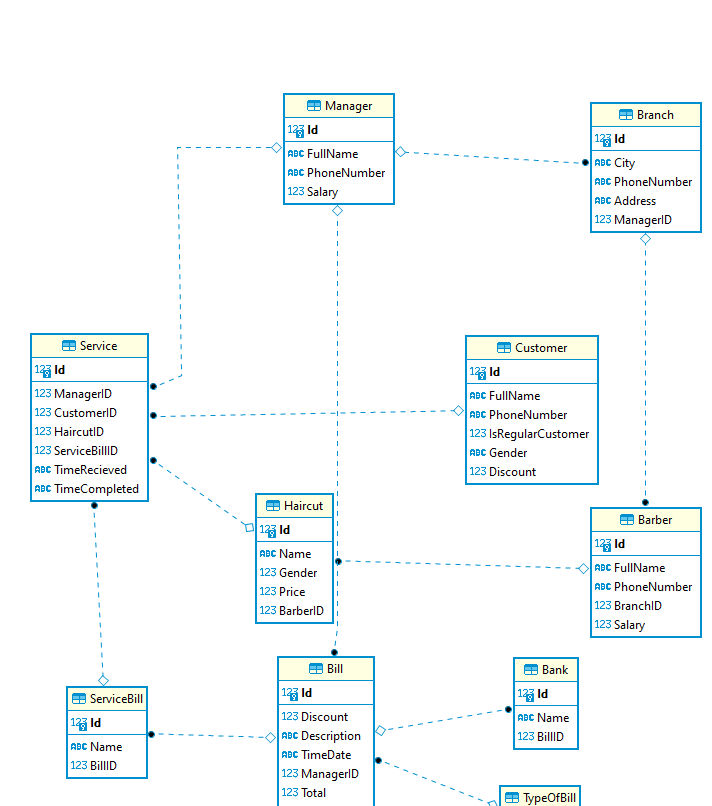 Manager
123 Id
ABC FullName
ABC PhoneNumber
123 Salary
Branch
123 Id
ABC City
ABC PhoneNumber
ABC Address
123 ManagerID
Service
123 Id
123 ManagerID
123 CustomerID
123 HaircutID
123 ServiceBillID
ABC TimeRecieved
ABC TimeCompleted
Customer
123 Id
ABC FullName
ABC PhoneNumber
123 IsRegularCustomer
ABC Gender
123 Discount
Haircut
123 Id
ABC Name
123 Gender
123 Price
123 BarberID
Barber
123 Id
ABC FullName
ABC PhoneNumber
123 BranchID
123 Salary
ServiceBill
123 Id
ABC Name
123 BillID
Bill
123 Id
123 Discount
ABC Description
ABC TimeDate
123 ManagerID
123 Total
Bank
123 Id
ABC Name
123 BillID
TypeOfBill